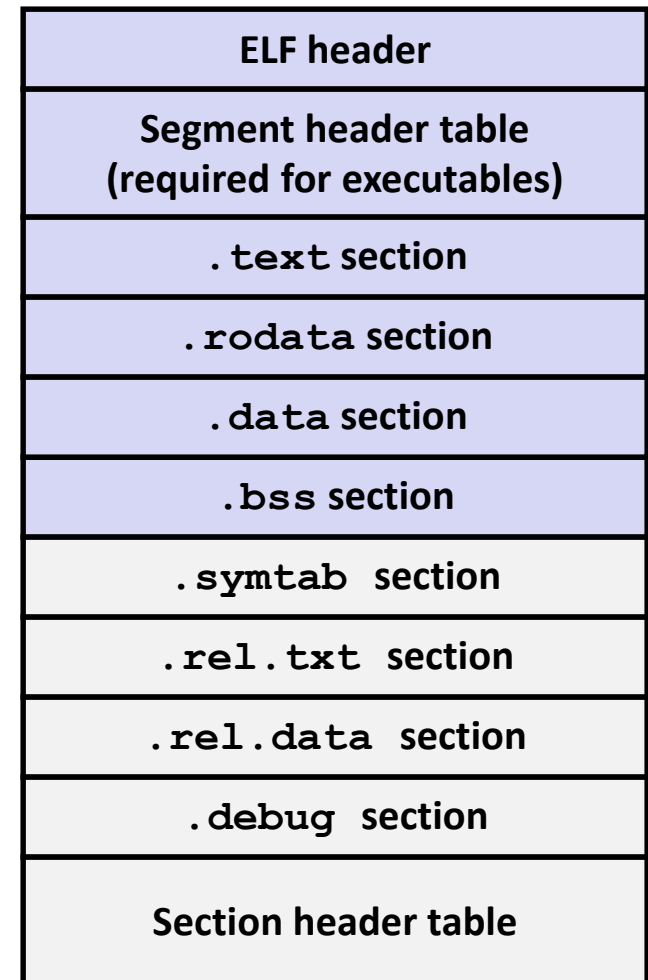 ELF header
Segment header table
(required for executables)
.text section
.rodata section
.data section
.bss section
.symtab section
.rel.txt section
.rel.data section
.debug section
Section header table